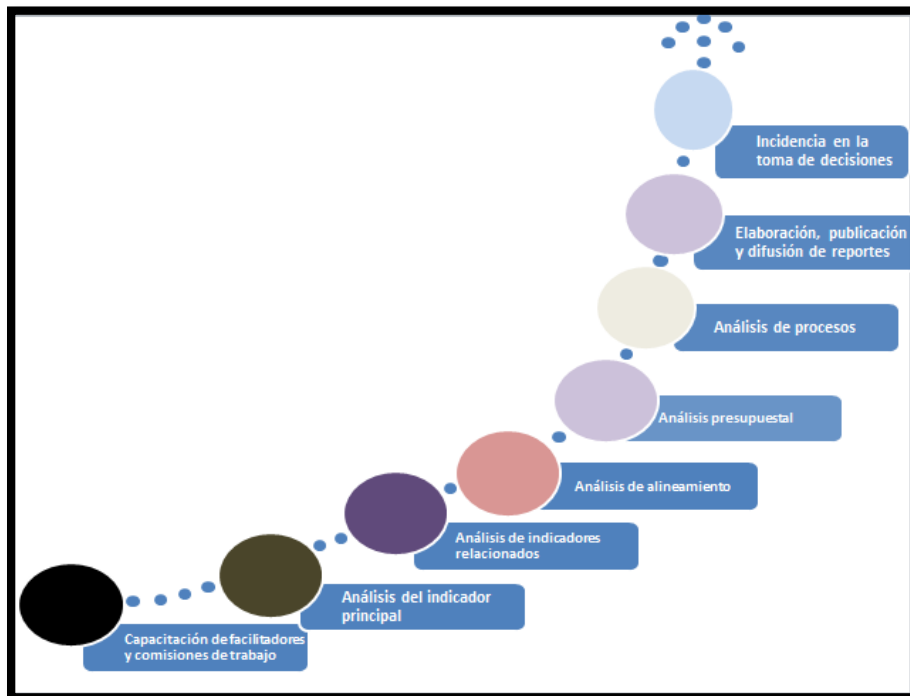 Incidencia en la
toma de decisiones
Elaboración, publicación
y difusión de reportes
Análisis de procesos
Análisis presupuestal
Análisis de alineamiento
Análisis de indicadores
relacionados
Análisis del indicador
principal
Capacitación de facilitadores
y comisiones de trabajo